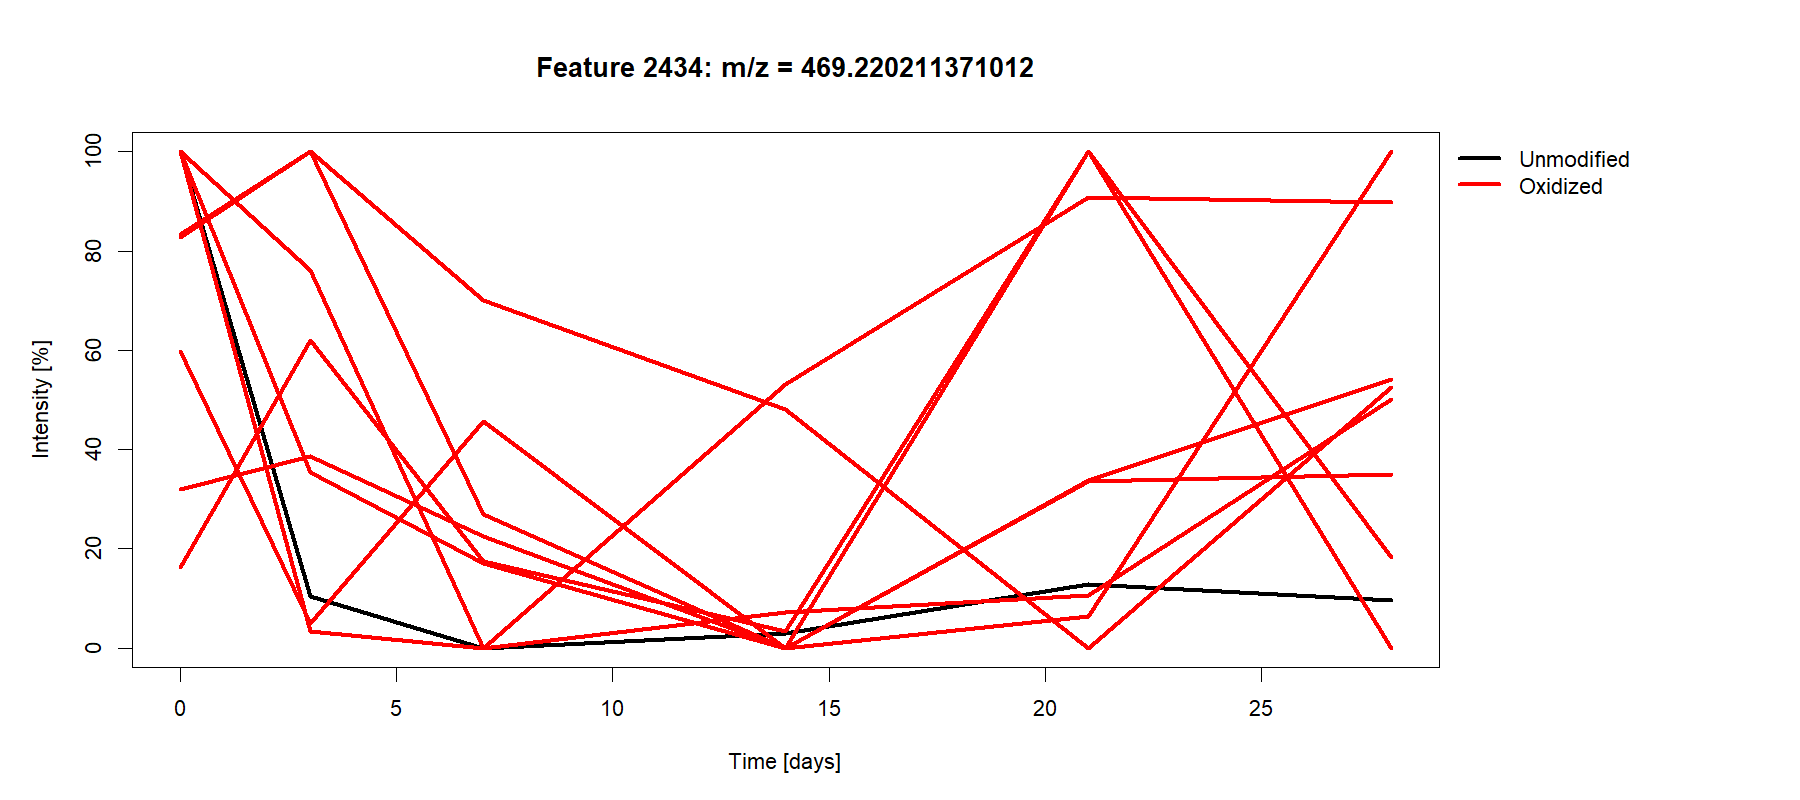 Feature 2434: m/z = 469.220211371012
Unmodified
Oxidized
Intensity [%]
100
80
60
40
20
0
0 5 10 15 20 25
Time [days]